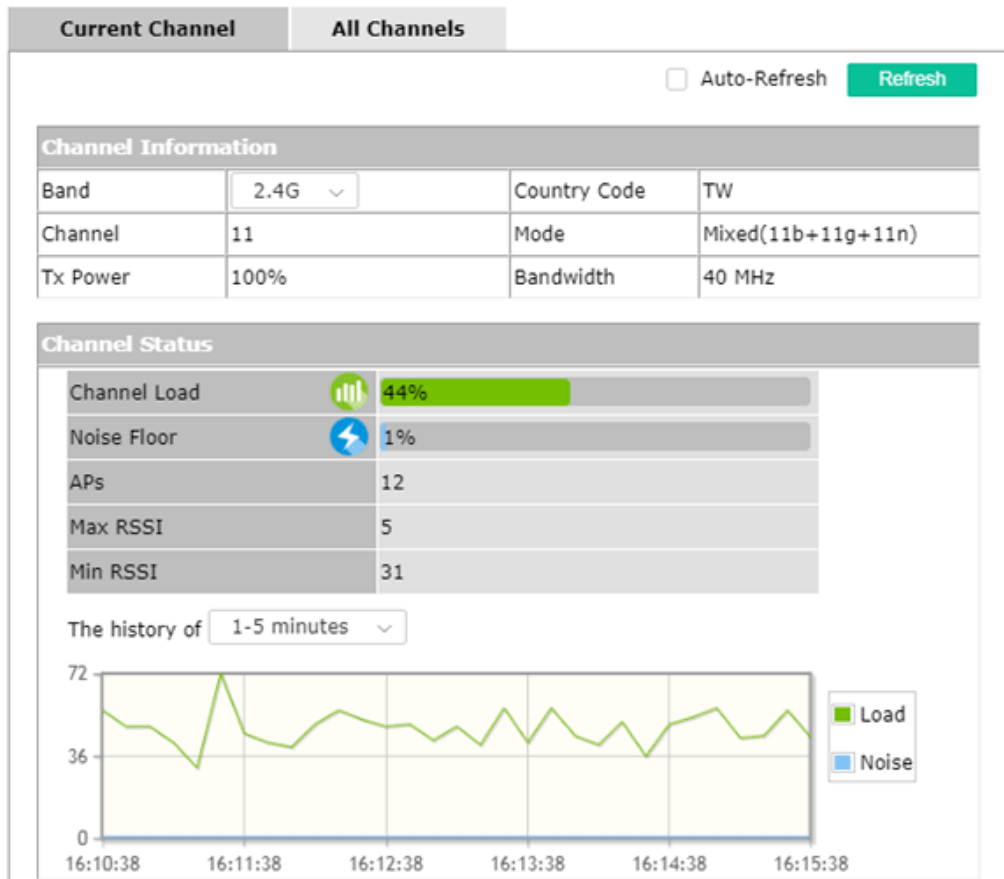 Current Channel All Channels
Auto-Refresh Refresh
Channel Information
Band 2.4G Country Code TW
Channel 11 Mode Mixed(11b+11g+11n)
Tx Power 100% Bandwidth 40 MHz
Channel Status
Channel Load 44%
Noise Floor 1%
APs 12
Max RSSI 5
Min RSSI 31
The history of 1-5 minutes
72
Load
36
Noise
0
16:10:38 16:11:38 16:12:38 16:13:38 16:14:38 16:15:38